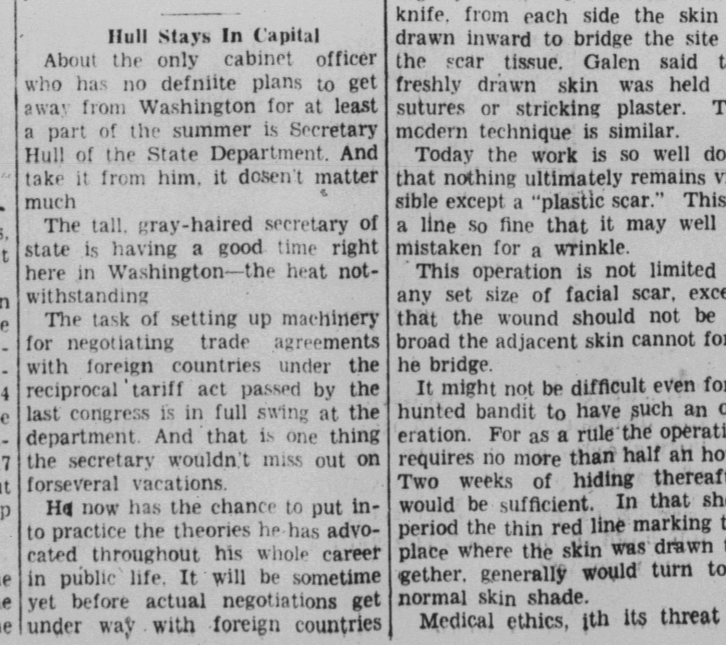 Hull Stays In Capital
About the only cabinet officer
who has no defniite plans to get
away from Washington for at least
a part of the summer is Secretary
Hull of the State Department. And
take it from him, it dosen't matter
much
The tall, gray-haired secretary of
state is having a good time right
here in Washington—the heat not-
withstanding
The task of setting up machinery
for negotiating trade agreements
with foreign countries under the
reciprocal tariff act passed by the
last congress is in full swing at the
department. And that is one thing
the secretary wouldn't miss out on
forseveral vacations.
He now has the chance to put in-
to practice the theories he has advo-
cated throughout his whole career
in public life. It will be sometime
yet before actual negotiations get
under way with foreign countries
knife, from each side the skin
drawn inward to bridge the site
the scar tissue. Galen said
freshly drawn skin was held
sutures or stricking plaster.
modern technique is similar.
Today the work is so well do
that nothing ultimately remains vi
sible except a "plastic scar." This
a line so fine that it may well
mistaken for a wrinkle.
This operation is not limited
any set size of facial scar, exce
that the wound should not be
broad the adjacent skin cannot for
he bridge.
It might not be difficult even for
hunted bandit to have such an o
eration. For as a rule the operati
requires no more than half an ho
Two weeks of hiding thereaf
would be sufficient. In that sh
period the thin red line marking t
place where the skin was drawn t
gether, generally would turn to
normal skin shade.
Medical ethics, ith its threat